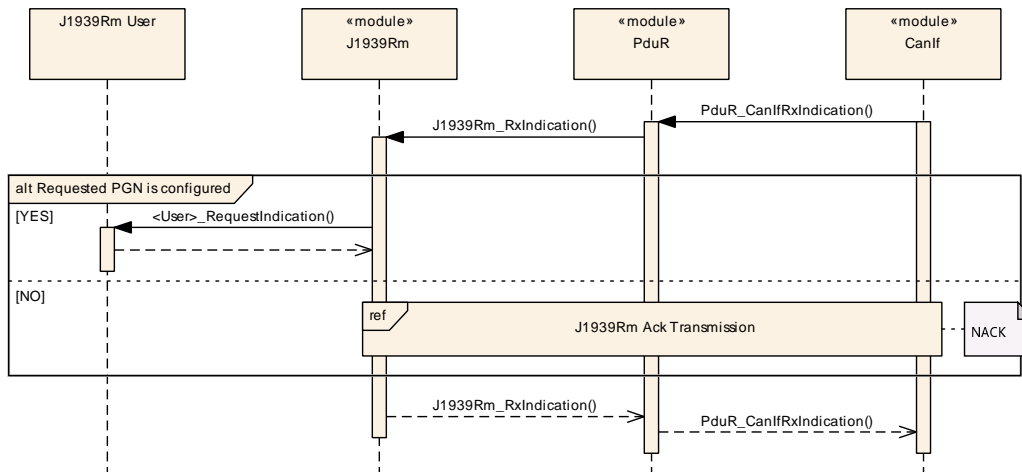 J1939Rm User
«module»
J1939Rm
«module»
PduR
«module»
CanIf
PduR_CanIfRxIndication()
J1939Rm_RxIndication()
alt Requested PGN is configured
[YES]
<User>_RequestIndication()
[NO]
ref
J1939Rm Ack Transmission
NACK
J1939Rm_RxIndication()
PduR_CanIfRxIndication()